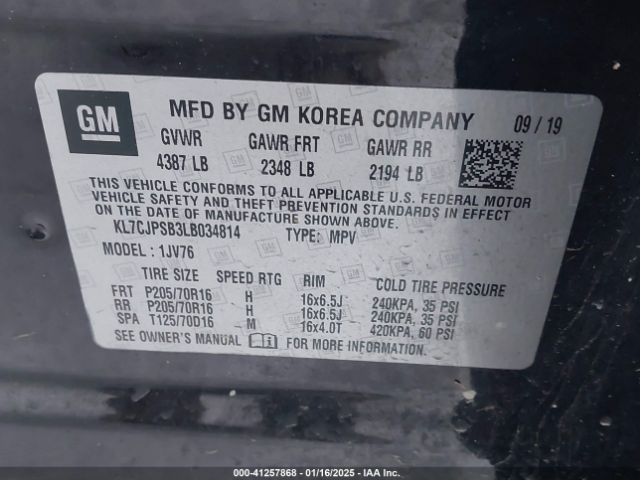 GM
MFD BY GM KOREA COMPANY 09 / 19
GVWR GAWR FRT GAWR RR
4387 LB 2348 LB 2194 LB
THIS VEHICLE CONFORMS TO ALL APPLICABLE U.S. FEDERAL MOTOR
VEHICLE SAFETY AND THEFT PREVENTION STANDARDS IN EFFECT
ON THE DATE OF MANUFACTURE SHOWN ABOVE.
KL7CJPSB3LB034814 TYPE: MPV
MODEL : 1JV76
TIRE SIZE SPEED RTG RIM COLD TIRE PRESSURE
FRT P205/70R16 H 16x6.5J 240KPA, 35 PSI
RR P205/70R16 H 16x6.5J 240KPA, 35 PSI
SPA T125/70D16 M 16x4.0T 420KPA, 60 PSI
SEE OWNER'S MANUAL FOR MORE INFORMATION.
000-41257868 - 01/16/2025 - IAA Inc.